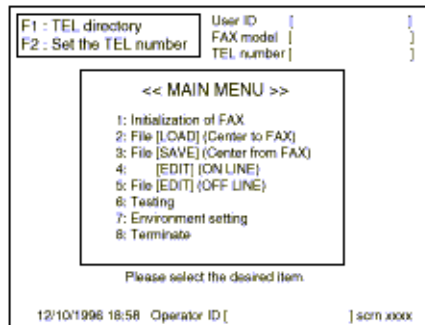 F1 : TEL directory
F2 : Set the TEL number
User ID [ ]
FAX model [ ]
TEL number [ ]
<< MAIN MENU >>
1: Initialization of FAX
2: File [LOAD] (Center to FAX)
3: File [SAVE] (Center from FAX)
4: [EDIT] (ON LINE)
5: File [EDIT] (OFF LINE)
6: Testing
7: Environment setting
8: Terminate
Please select the desired item.
12/10/1996 18:58 Operator ID [ ] scrn xxxx